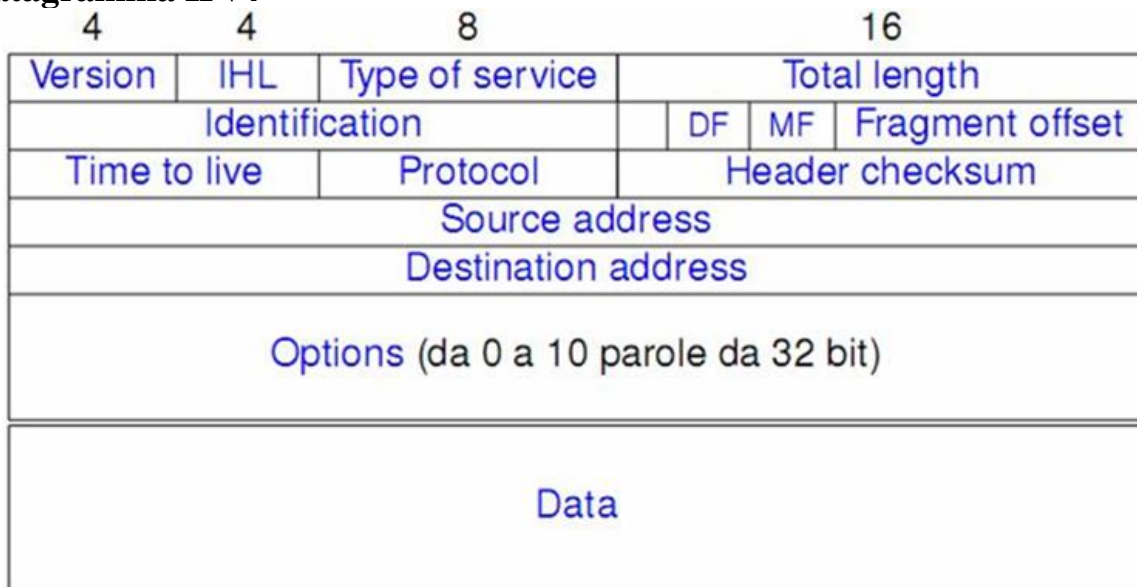 4 4 8 16
Version IHL Type of service Total length
Identification DF MF Fragment offset
Time to live Protocol Header checksum
Source address
Destination address
Options (da 0 a 10 parole da 32 bit)
Data